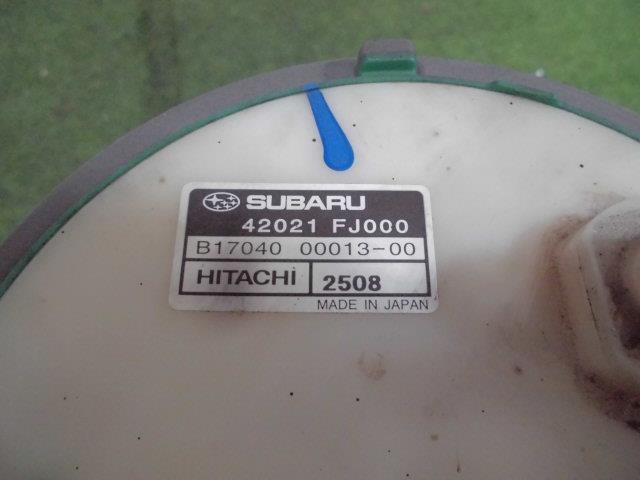 SUBARU
42021 FJ000
B17040 00013-00
HITACHI 2508
MADE IN JAPAN